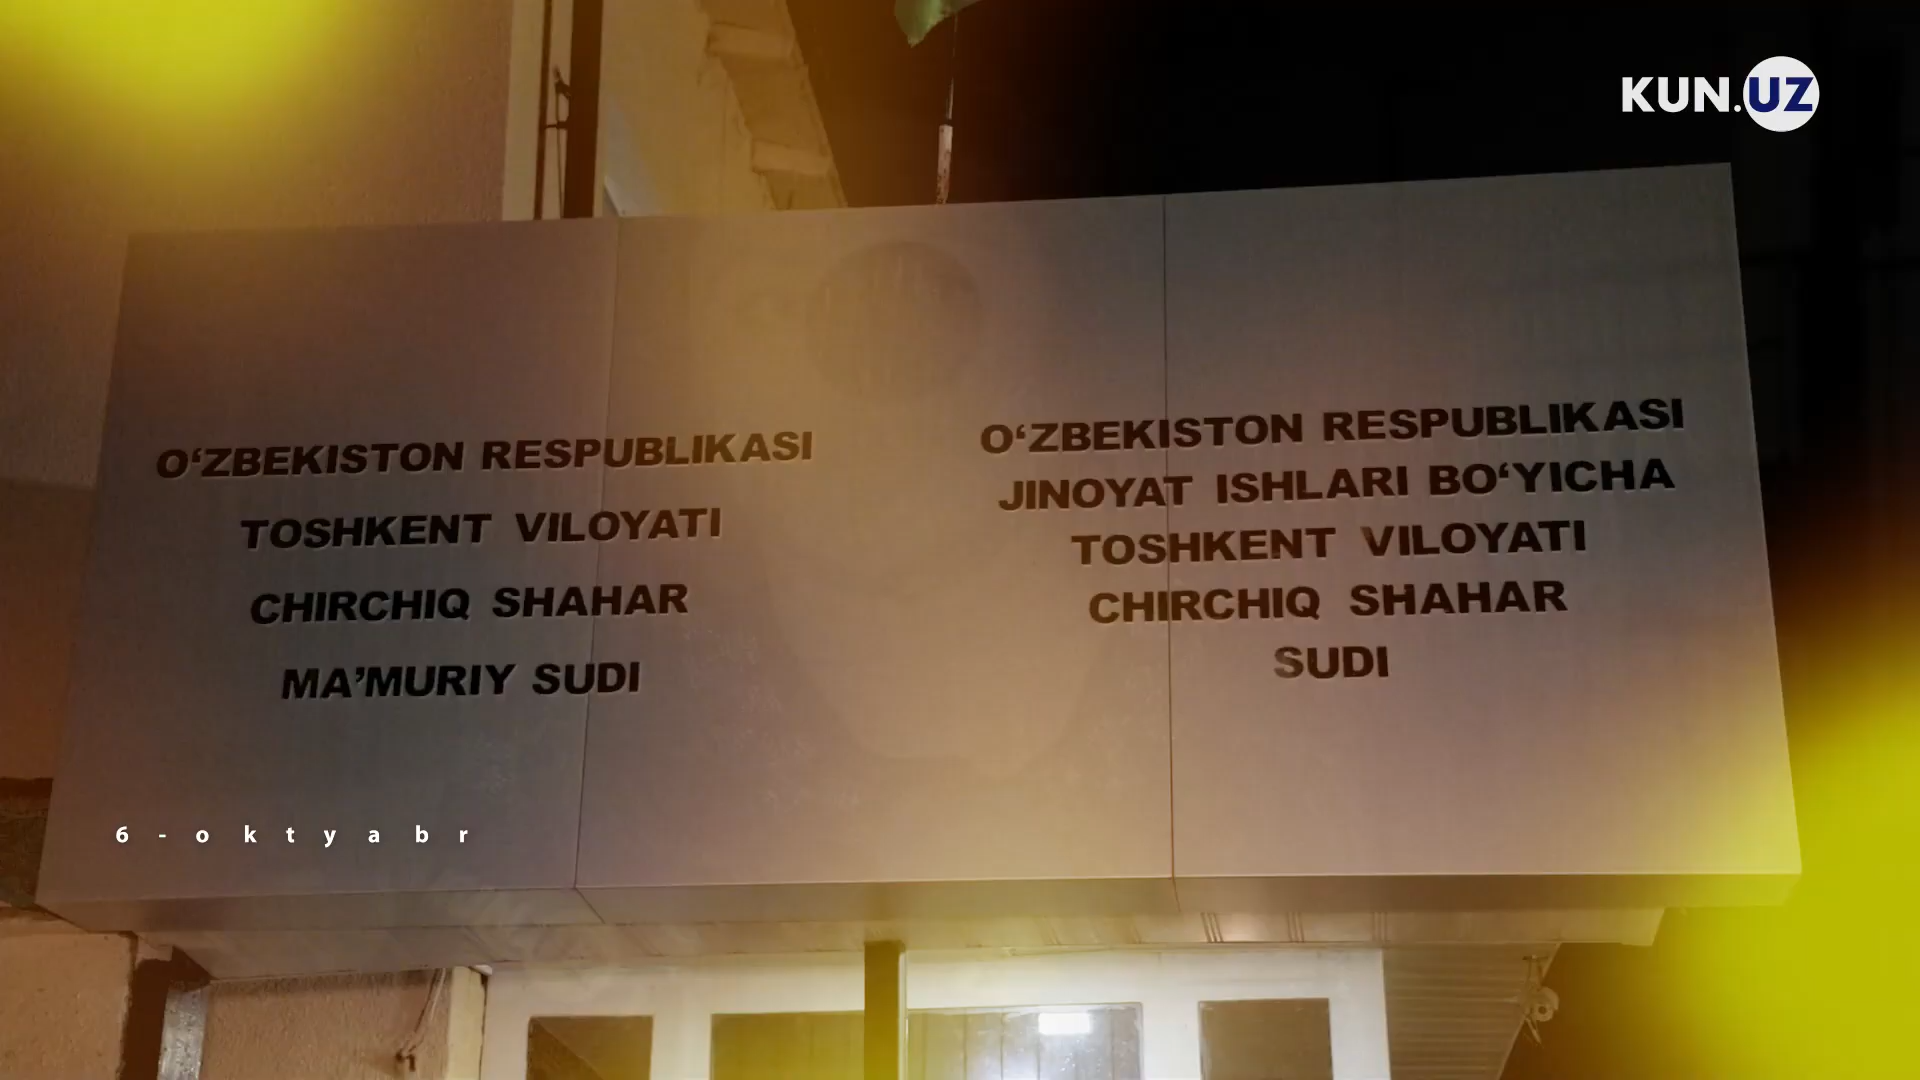 KUN.UZ
O‘ZBEKISTON RESPUBLIKASI
TOSHKENT VILOYATI
CHIRCHIQ SHAHAR
MA’MURIY SUDI
O‘ZBEKISTON RESPUBLIKASI
JINOYAT ISHLARI BO‘YICHA
TOSHKENT VILOYATI
CHIRCHIQ SHAHAR
SUDI
6-oktyabr